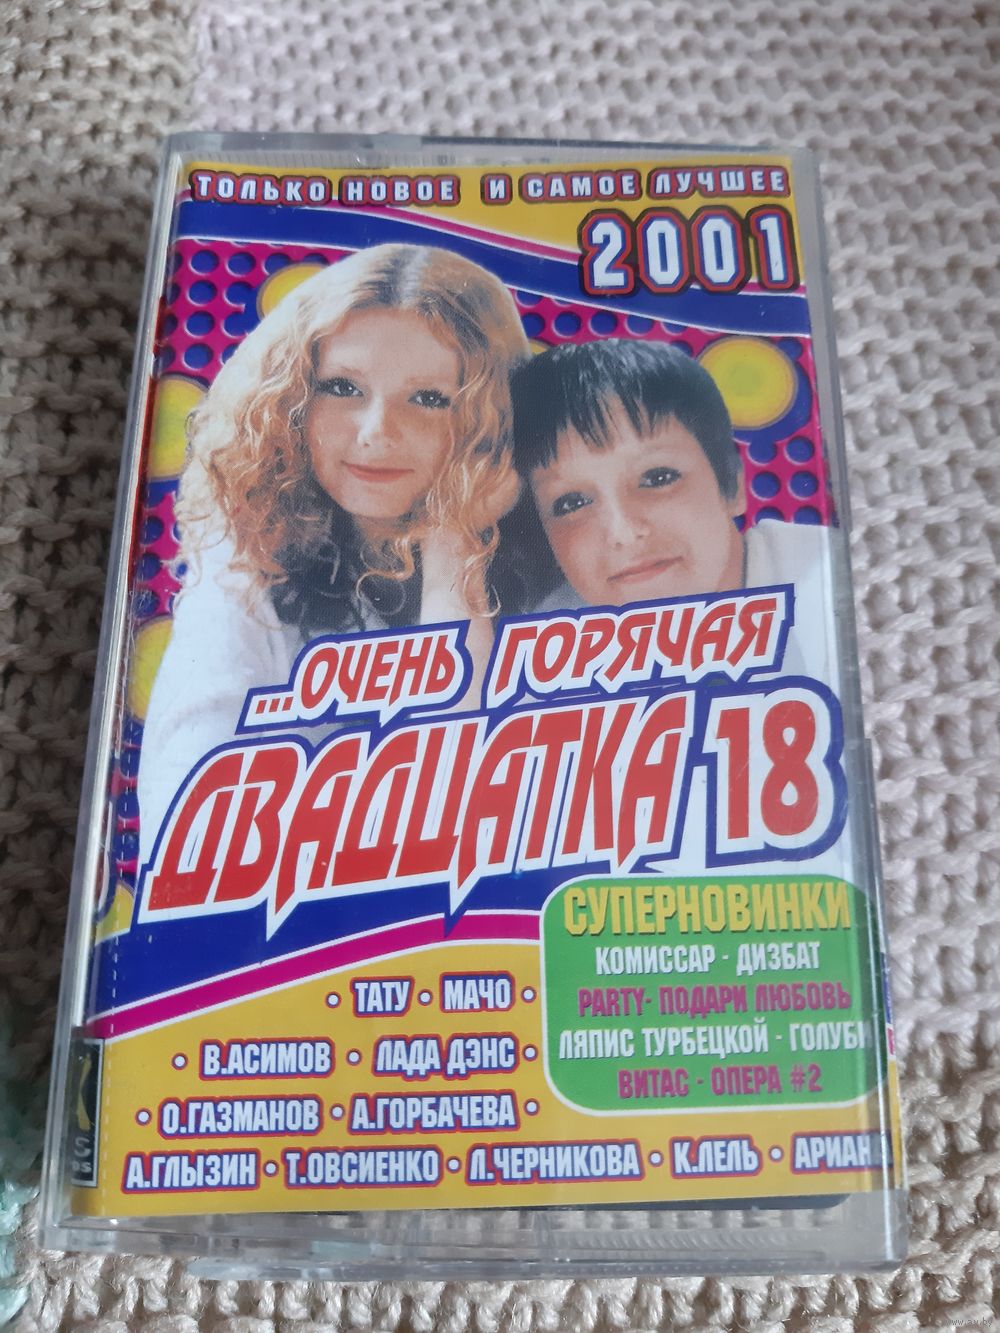 ТОЛЬКО НОВОЕ И САМОЕ ЛУЧШЕЕ
2001
...ОЧЕНЬ ГОРЯЧАЯ
ДВАДЦАТКА 18
СУПЕРНОВИНКИ
КОМИССАР - ДИЗБАТ
PARTY - ПОДАРИ ЛЮБОВЬ
ЛЯПИС ТУРБЕЦКОЙ - ГОЛУБИ
ВИТАС - ОПЕРА #2
• ТАТУ • МАЧО •
• В.АСИМОВ • ЛАДА ДЭНС •
• О.ГАЗМАНОВ • А.ГОРБАЧЕВА •
А.ГЛЫЗИН • Т.ОВСИЕНКО • Л.ЧЕРНИКОВА • К.ЛЕЛЬ • АРИАН